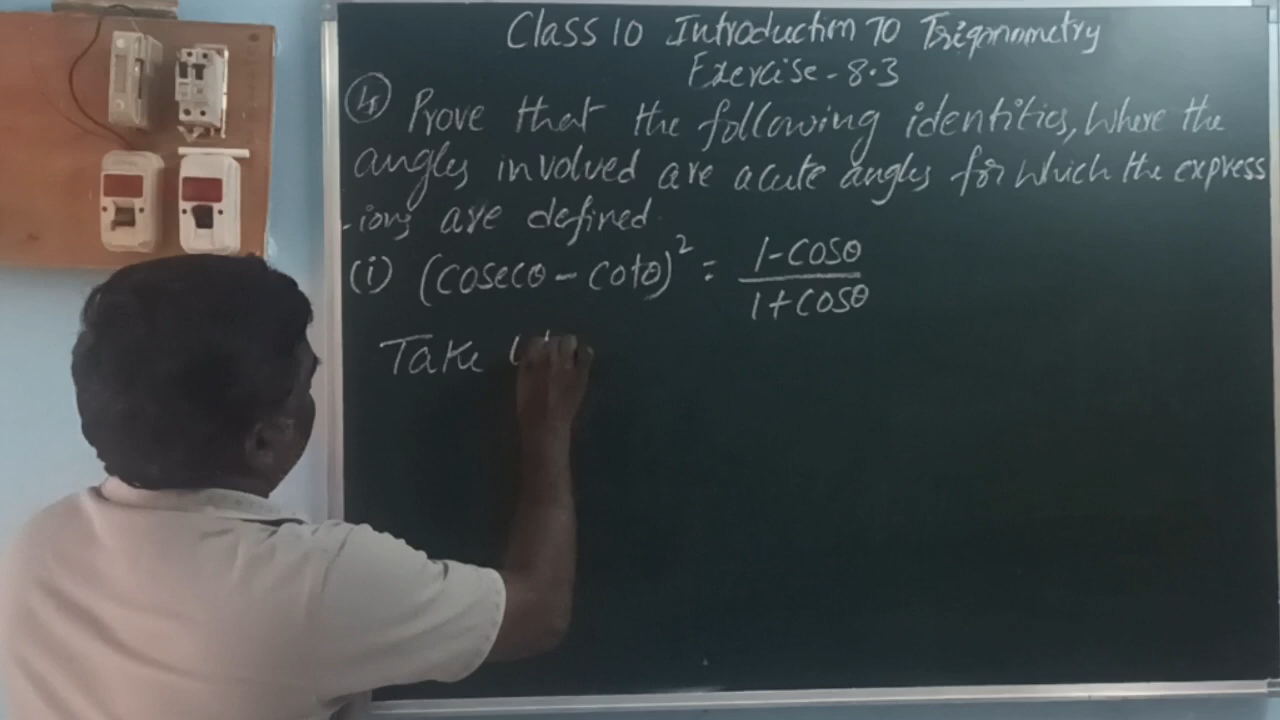 Class 10 Introduction To Trigonometry
Exercise - 8.3
(4) Prove that the following identities, where the
angles involved are acute angles for which the express
-ions are defined.
(i) (cosecθ - cotθ)² = 1-cosθ / 1+cosθ
Take